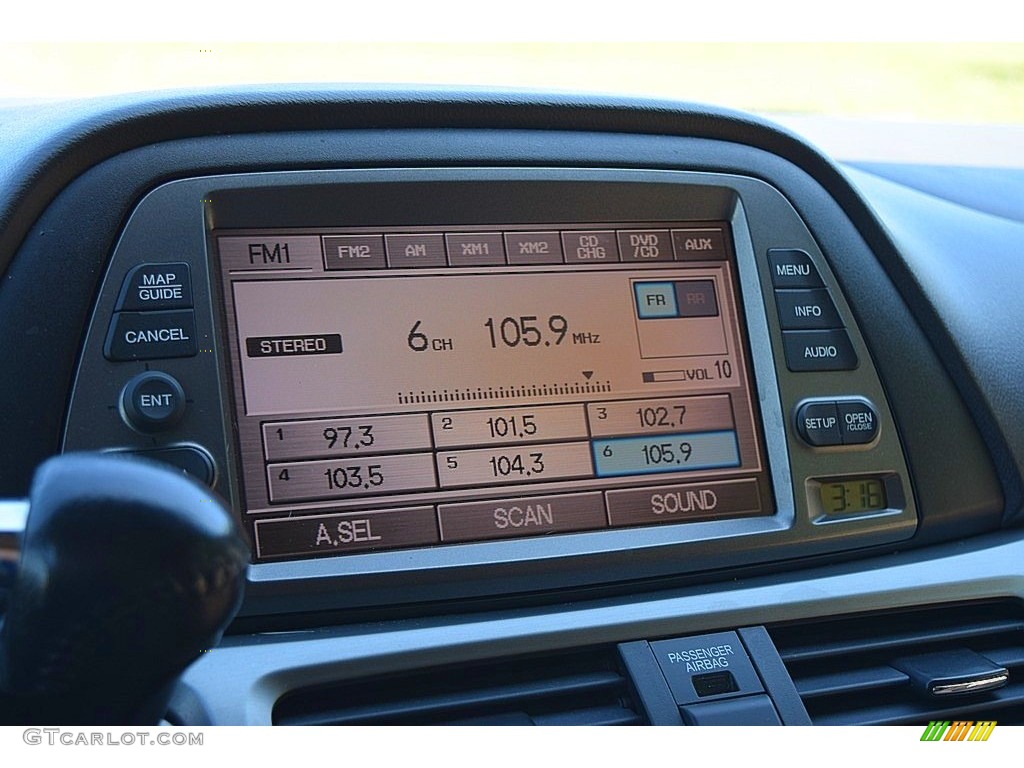 FM1 FM2 AM XM1 XM2 CD CHG DVD /CD AUX
MAP GUIDE
CANCEL
ENT
STEREO 6 CH 105.9 MHz
FR RR
VOL 10
1 97.3 2 101.5 3 102.7
4 103.5 5 104.3 6 105.9
A.SEL SCAN SOUND
MENU
INFO
AUDIO
SETUP OPEN /CLOSE
3:16
PASSENGER
AIRBAG
GTCARLOT.COM